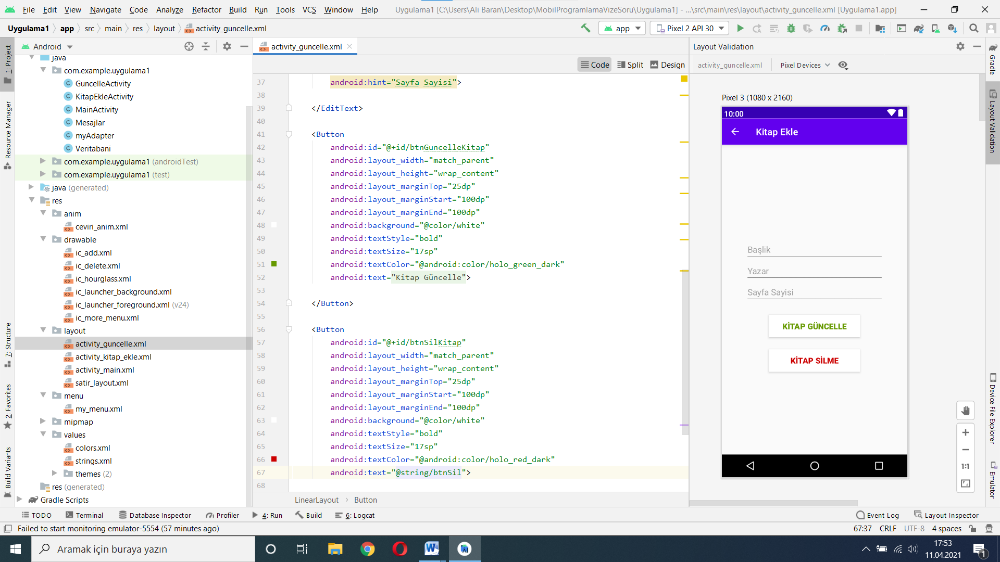 File Edit View Navigate Code Analyze Refactor Build Run Tools VCS Window Help Uygulama1 [C:\Users\Ali Baran\Desktop\MobilProgramlamaVizeSoru\Uygulama1] - ...\src\main\res\layout\activity_guncelle.xml [Uygulama1.app]
Uygulama1 app src main res layout activity_guncelle.xml app Pixel 2 API 30
Android
activity_guncelle.xml
Layout Validation
Code Split Design
activity_guncelle.xml Pixel Devices
1: Project
Resource Manager
7: Structure
2: Favorites
Build Variants
java
com.example.uygulama1
GuncelleActivity
KitapEkleActivity
MainActivity
Mesajlar
myAdapter
Veritabani
com.example.uygulama1 (androidTest)
com.example.uygulama1 (test)
java (generated)
res
anim
ceviri_anim.xml
drawable
ic_add.xml
ic_delete.xml
ic_hourglass.xml
ic_launcher_background.xml
ic_launcher_foreground.xml (v24)
ic_more_menu.xml
layout
activity_guncelle.xml
activity_kitap_ekle.xml
activity_main.xml
satir_layout.xml
menu
my_menu.xml
mipmap
values
colors.xml
strings.xml
themes (2)
res (generated)
Gradle Scripts
37 android:hint="Sayfa Sayisi">
38
39 </EditText>
40
41 <Button
42 android:id="@+id/btnGuncelleKitap"
43 android:layout_width="match_parent"
44 android:layout_height="wrap_content"
45 android:layout_marginTop="25dp"
46 android:layout_marginStart="100dp"
47 android:layout_marginEnd="100dp"
48 android:background="@color/white"
49 android:textStyle="bold"
50 android:textSize="17sp"
51 android:textColor="@android:color/holo_green_dark"
52 android:text="Kitap Güncelle">
53
54 </Button>
55
56 <Button
57 android:id="@+id/btnSilKitap"
58 android:layout_width="match_parent"
59 android:layout_height="wrap_content"
60 android:layout_marginTop="25dp"
61 android:layout_marginStart="100dp"
62 android:layout_marginEnd="100dp"
63 android:background="@color/white"
64 android:textStyle="bold"
65 android:textSize="17sp"
66 android:textColor="@android:color/holo_red_dark"
67 android:text="@string/btnSil">
68
LinearLayout Button
Pixel 3 (1080 x 2160)
10:00
Kitap Ekle
Başlik
Yazar
Sayfa Sayisi
KİTAP GÜNCELLE
KİTAP SİLME
1:1
Gradle
Layout Validation
Device File Explorer
Emulator
TODO Terminal Database Inspector Profiler 4: Run Build 6: Logcat Event Log Layout Inspector
Failed to start monitoring emulator-5554 (57 minutes ago) 67:37 CRLF UTF-8 4 spaces
Aramak için buraya yazın
17:53
11.04.2021
1